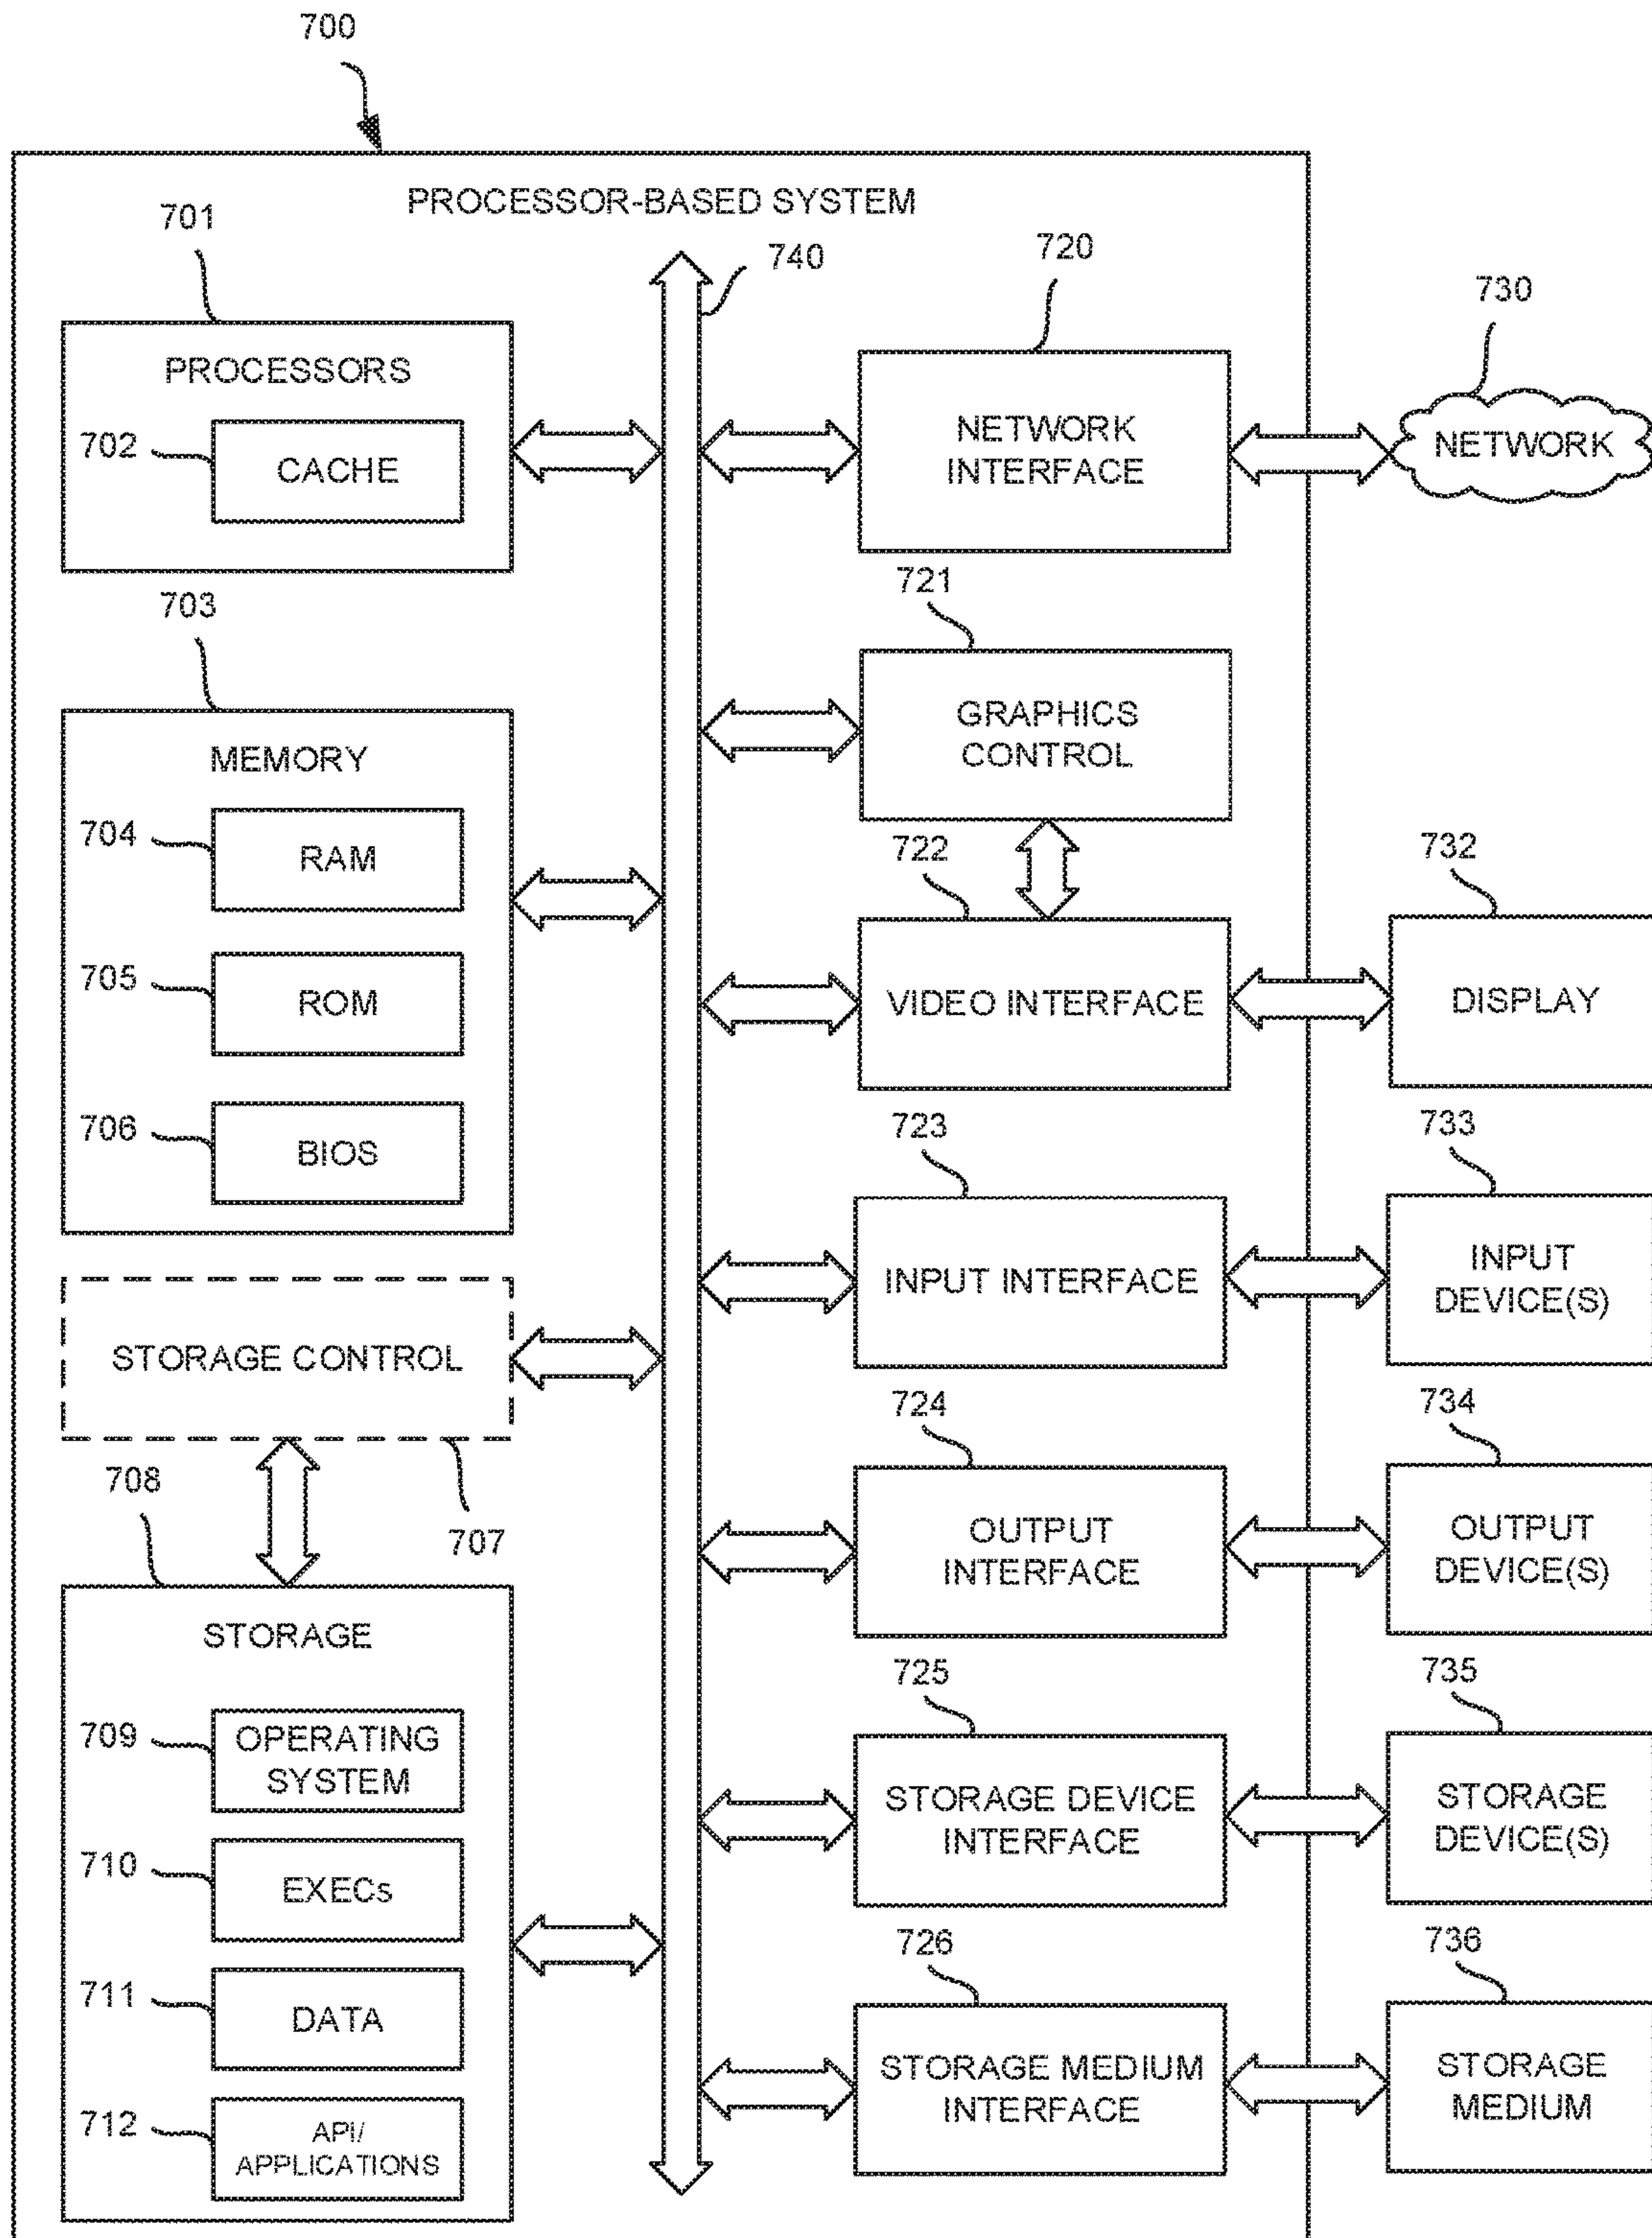 700
PROCESSOR-BASED SYSTEM
701
740
720
730
PROCESSORS
702
CACHE
NETWORK
INTERFACE
NETWORK
703
721
MEMORY
GRAPHICS
CONTROL
704
RAM
722
732
705
ROM
VIDEO INTERFACE
DISPLAY
706
BIOS
723
733
INPUT INTERFACE
INPUT
DEVICE(S)
STORAGE CONTROL
707
724
734
708
OUTPUT
INTERFACE
OUTPUT
DEVICE(S)
STORAGE
725
735
709
OPERATING
SYSTEM
STORAGE DEVICE
INTERFACE
STORAGE
DEVICE(S)
710
EXECs
726
736
711
DATA
STORAGE MEDIUM
INTERFACE
STORAGE
MEDIUM
712
API/
APPLICATIONS